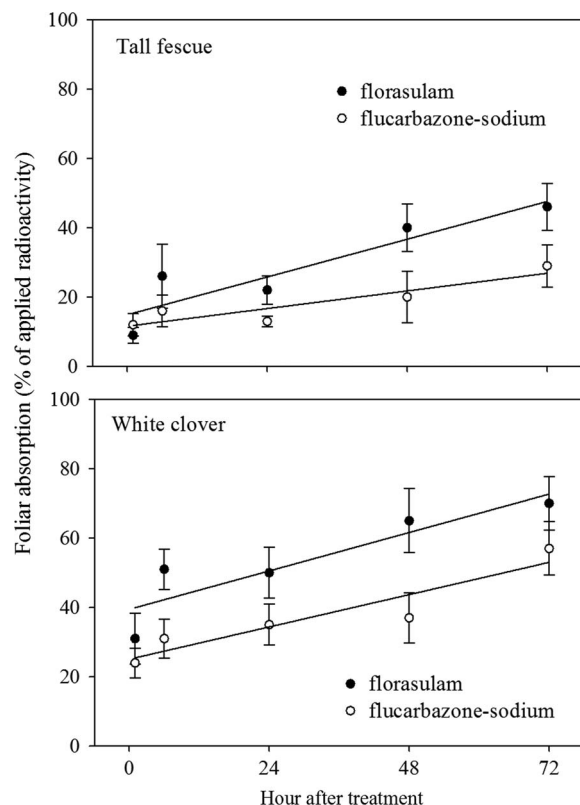 100
Tall fescue
florasulam
80
flucarbazone-sodium
60
40
20
0
Foliar absorption (% of applied radioactivity)
100
White clover
80
60
40
20
florasulam
flucarbazone-sodium
0
0 24 48 72
Hour after treatment